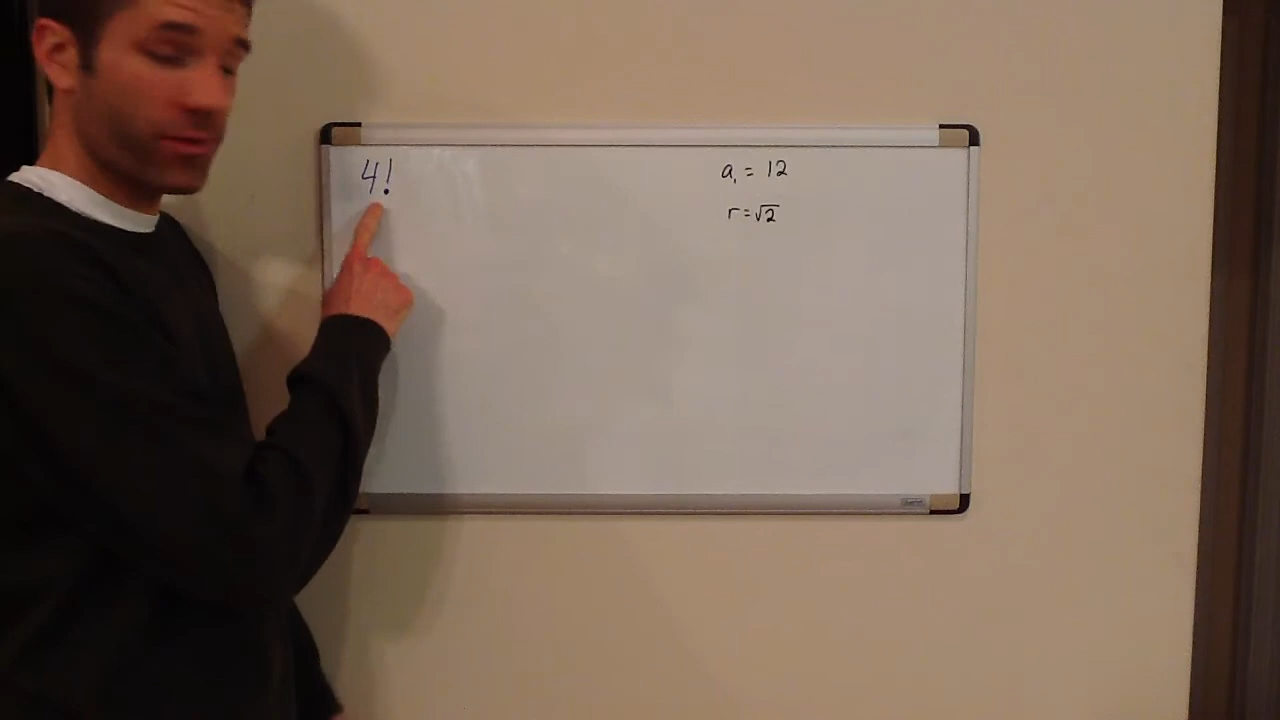 4!
a₁ = 12
r = √2